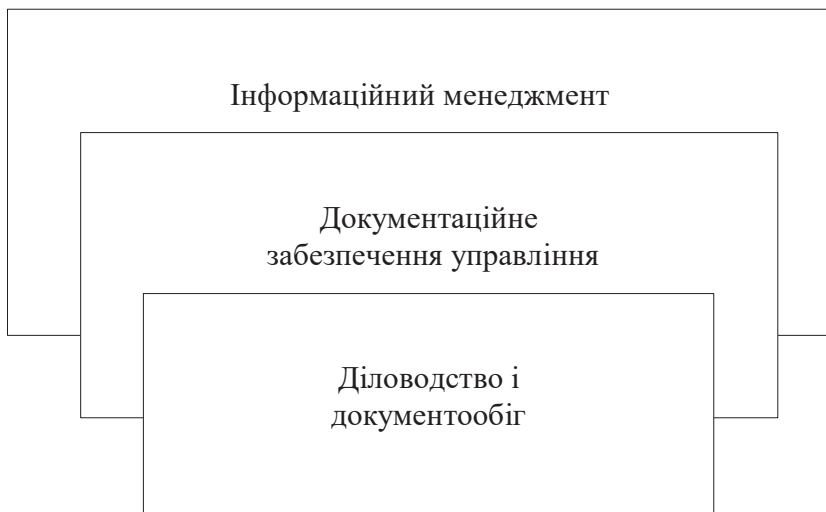 Інформаційний менеджмент
Документаційне
забезпечення управління
Діловодство і
документообіг